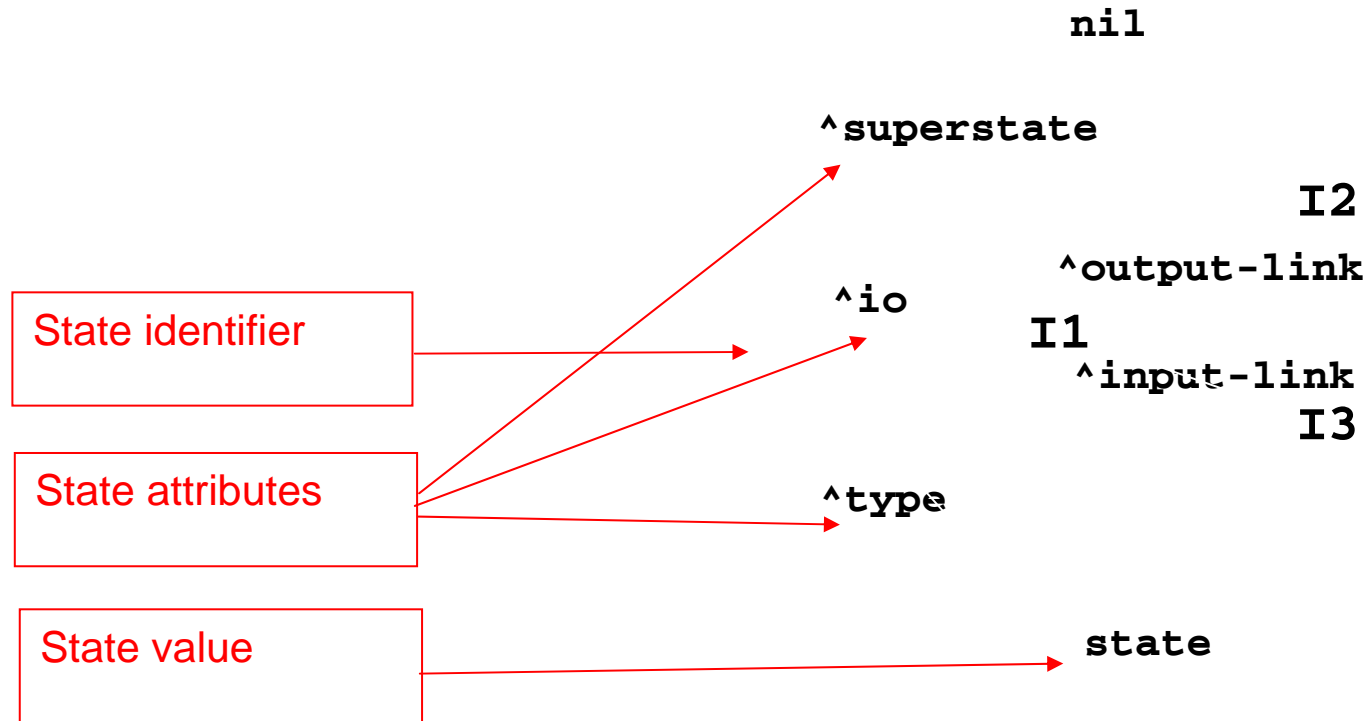 nil
^superstate
I2
^output-link
^io
State identifier
I1
^input-link
I3
State attributes
^type
State value
state